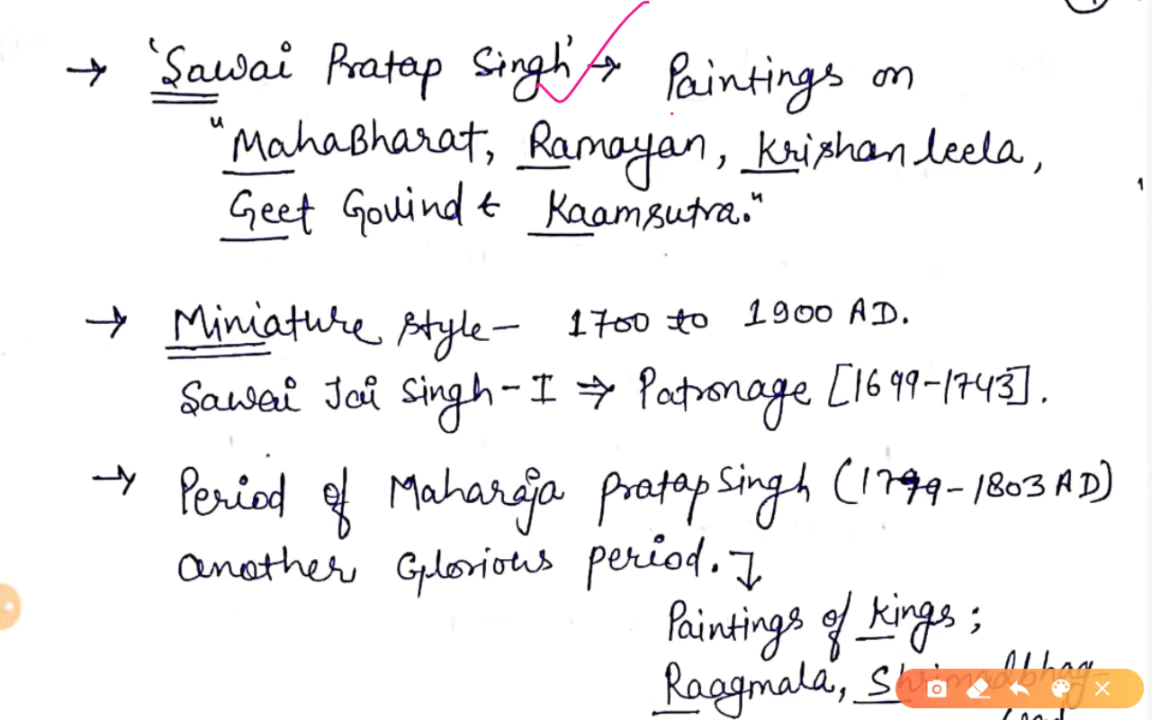 → 'Sawai Pratap Singh' → Paintings on
"MahaBharat, Ramayan, Krishan leela,
Geet Govind & Kaamsutra."
→ Miniature style - 1700 to 1900 AD.
Sawai Jai Singh-I ⇒ Patronage [1699-1743].
→ Period of Maharaja Pratap Singh (1799-1803 AD)
another Glorious period. ↓
Paintings of kings ;
Raagmala,